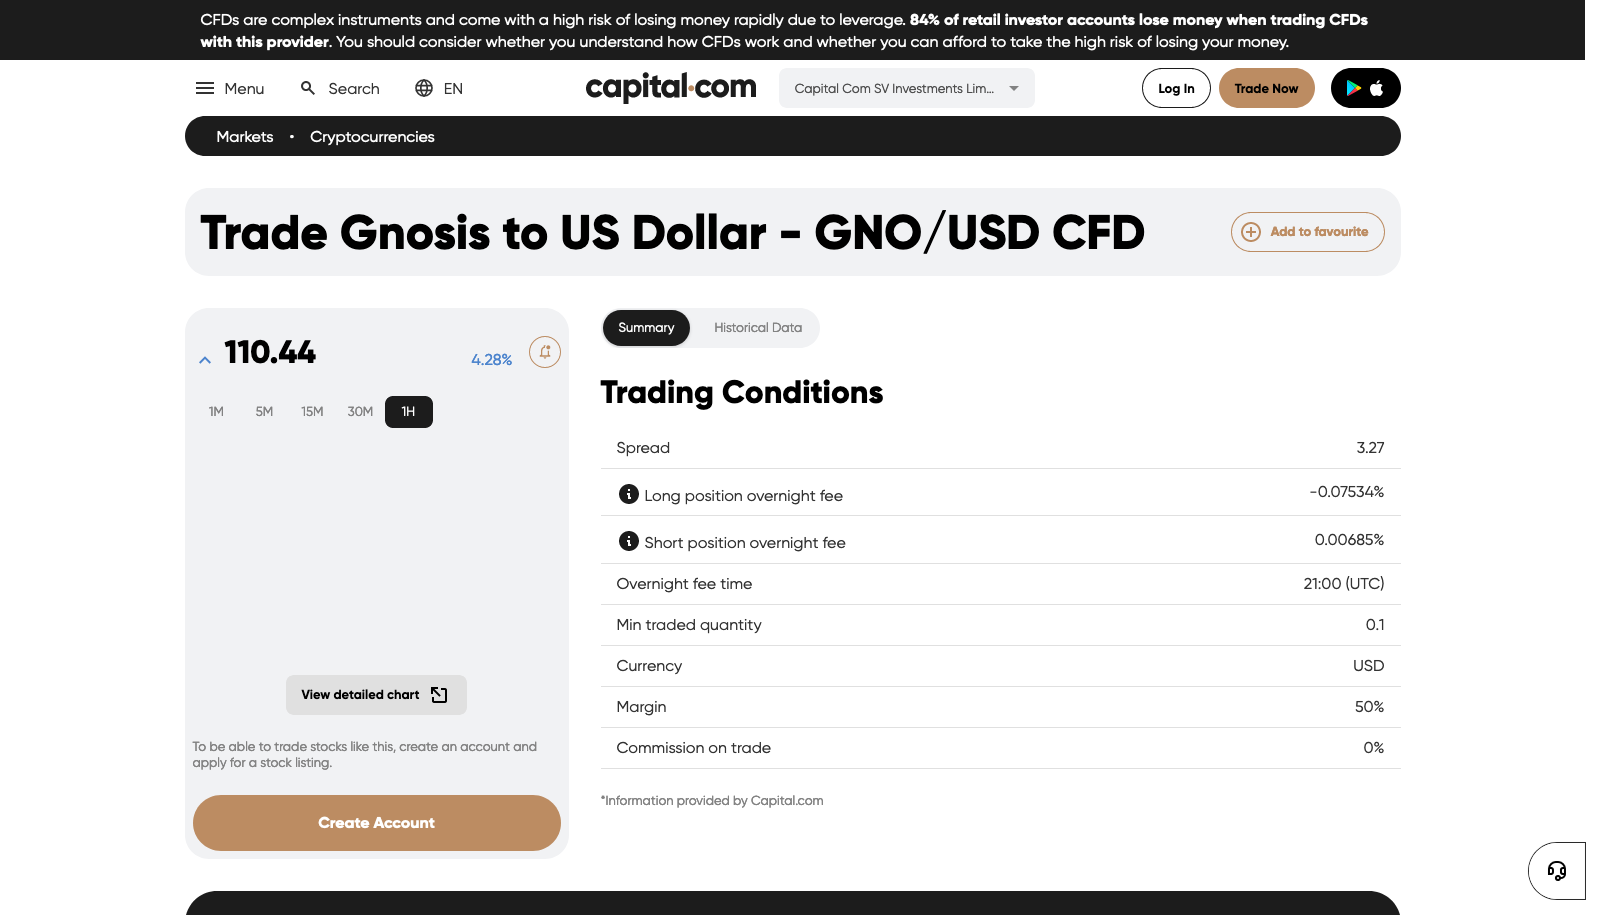 CFDs are complex instruments and come with a high risk of losing money rapidly due to leverage. 84% of retail investor accounts lose money when trading CFDs
with this provider. You should consider whether you understand how CFDs work and whether you can afford to take the high risk of losing your money.
Menu Search EN capital.com Capital Com SV Investments Lim... Log In Trade Now
Markets • Cryptocurrencies
Trade Gnosis to US Dollar - GNO/USD CFD Add to favourite
110.44 4.28%
1M 5M 15M 30M 1H
View detailed chart
To be able to trade stocks like this, create an account and
apply for a stock listing.
Create Account
Summary Historical Data
Trading Conditions
Spread 3.27
Long position overnight fee -0.07534%
Short position overnight fee 0.00685%
Overnight fee time 21:00 (UTC)
Min traded quantity 0.1
Currency USD
Margin 50%
Commission on trade 0%
*Information provided by Capital.com